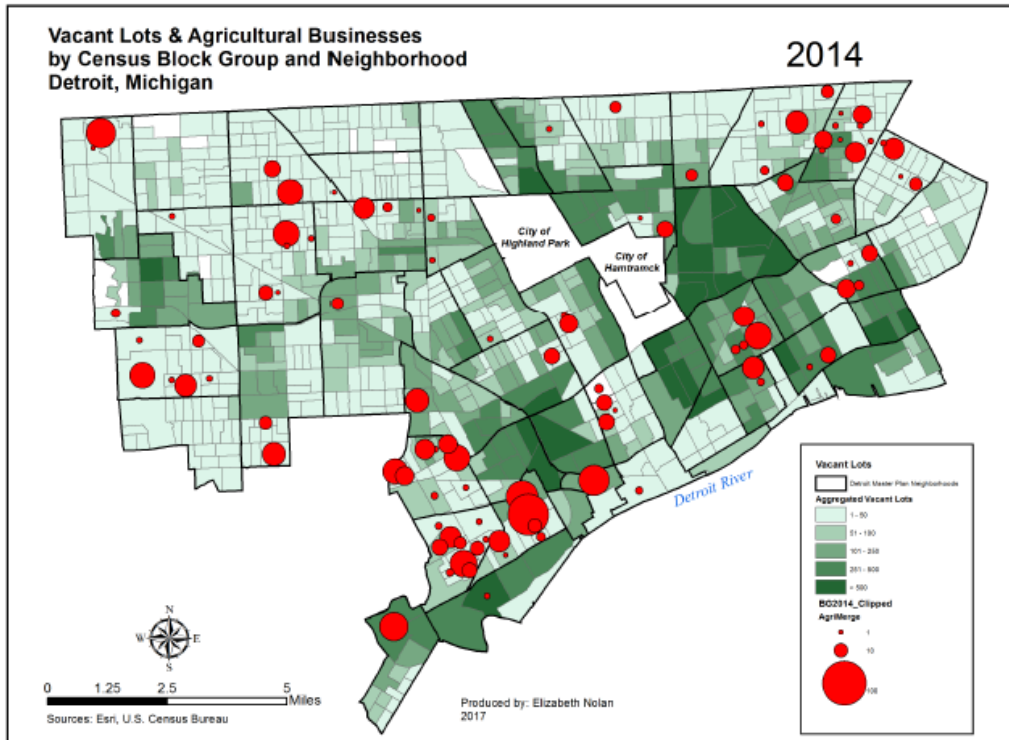 Vacant Lots & Agricultural Businesses
by Census Block Group and Neighborhood
Detroit, Michigan
2014
City of
Highland Park
City of
Hamtramck
Detroit River
Vacant Lots
Detroit Master Plan Neighborhoods
Aggregated Vacant Lots
1 - 50
51 - 100
101 - 250
251 - 500
> 500
BG2014_Clipped
AgriMerge
1
10
100
N
W
E
S
0
1.25
2.5
5
Miles
Sources: Esri, U.S. Census Bureau
Produced by: Elizabeth Nolan
2017